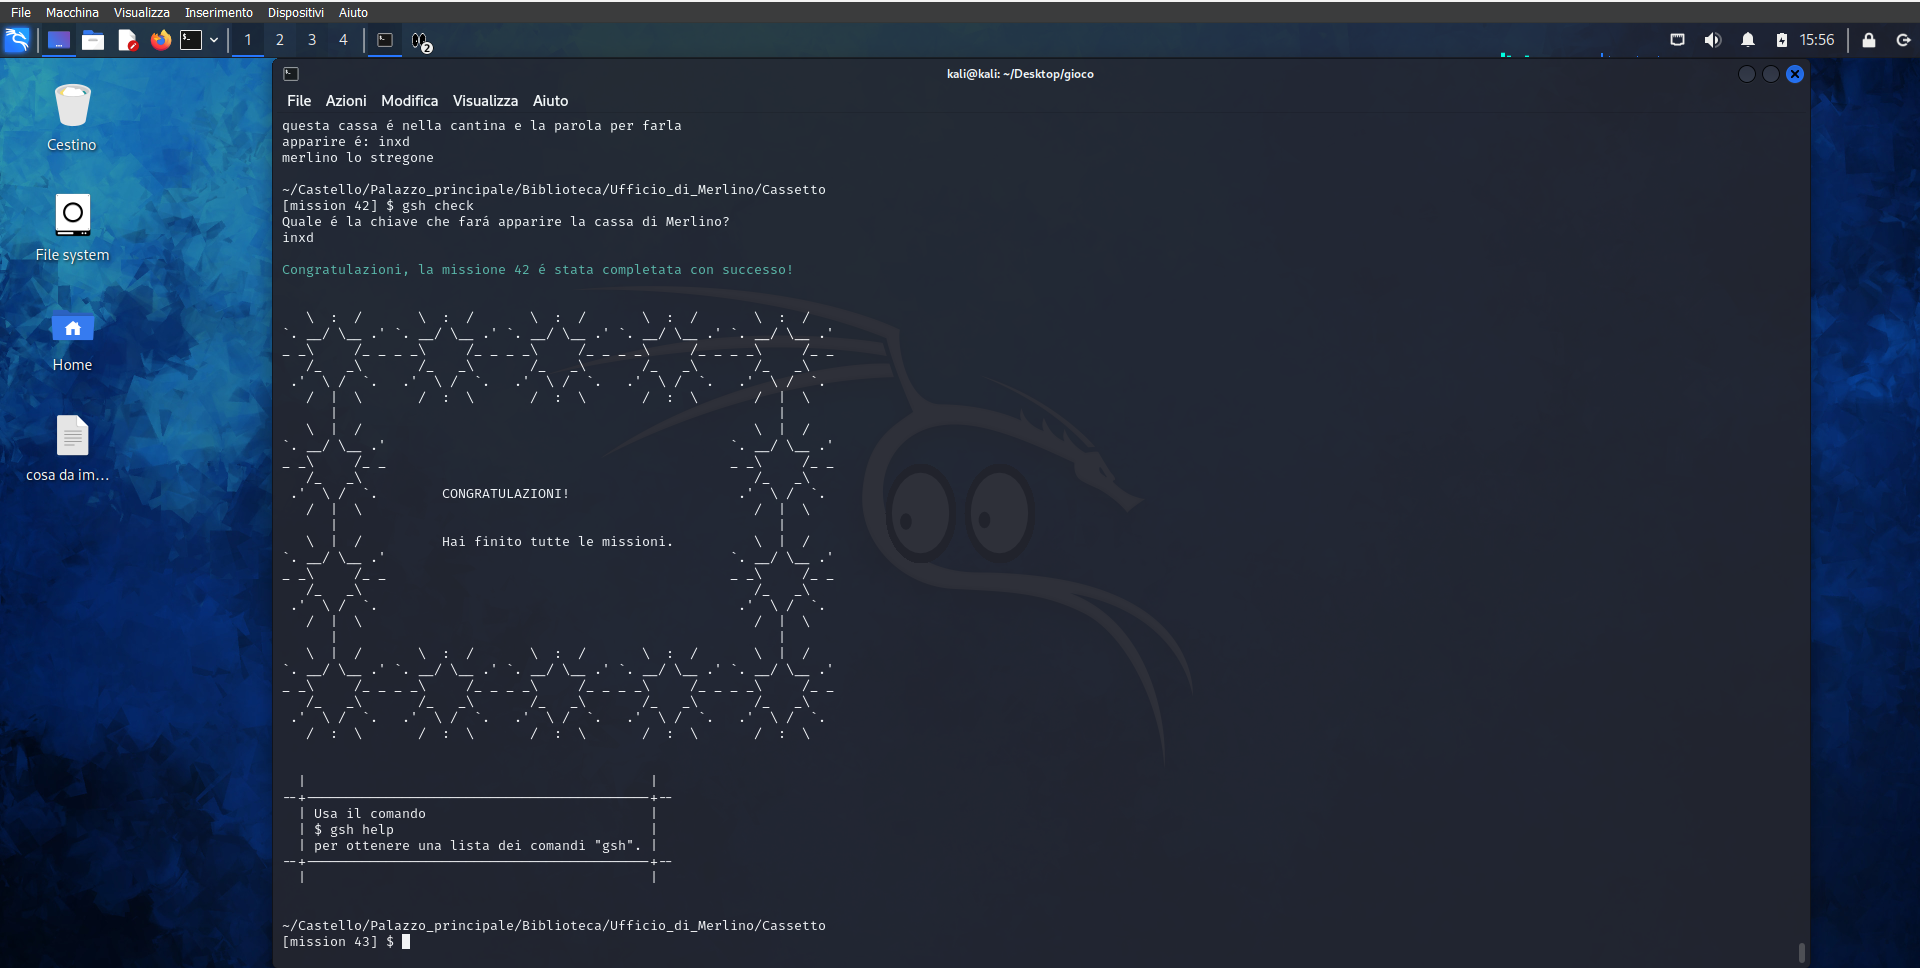 File Macchina Visualizza Inserimento Dispositivi Aiuto
1 2 3 4 2 15:56
kali@kali: ~/Desktop/gioco
File Azioni Modifica Visualizza Aiuto
Cestino
File system
Home
cosa da im...
questa cassa é nella cantina e la parola per farla
apparire é: inxd
merlino lo stregone
~/Castello/Palazzo_principale/Biblioteca/Ufficio_di_Merlino/Cassetto
[mission 42] $ gsh check
Quale é la chiave che fará apparire la cassa di Merlino?
inxd
Congratulazioni, la missione 42 é stata completata con successo!
CONGRATULAZIONI!
Hai finito tutte le missioni.
Usa il comando
$ gsh help
per ottenere una lista dei comandi "gsh".
~/Castello/Palazzo_principale/Biblioteca/Ufficio_di_Merlino/Cassetto
[mission 43] $